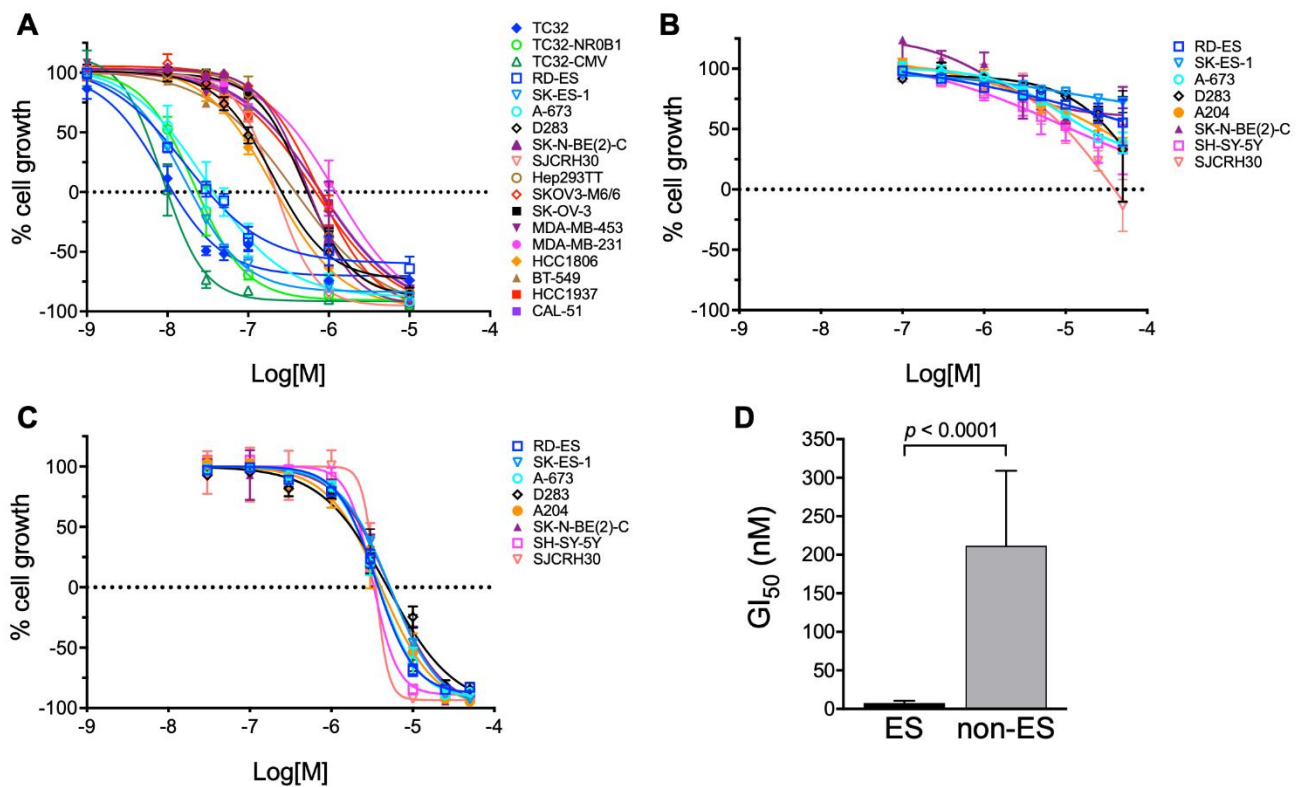 A
% cell growth
100
50
0
-50
-100
-9 -8 -7 -6 -5 -4
Log[M]
TC32
TC32-NR0B1
TC32-CMV
RD-ES
SK-ES-1
A-673
D283
SK-N-BE(2)-C
SJCRH30
Hep293TT
SKOV3-M6/6
SK-OV-3
MDA-MB-453
MDA-MB-231
HCC1806
BT-549
HCC1937
CAL-51
B
% cell growth
100
50
0
-50
-100
-9 -8 -7 -6 -5 -4
Log[M]
RD-ES
SK-ES-1
A-673
D283
A204
SK-N-BE(2)-C
SH-SY-5Y
SJCRH30
C
% cell growth
100
50
0
-50
-100
-9 -8 -7 -6 -5 -4
Log[M]
RD-ES
SK-ES-1
A-673
D283
A204
SK-N-BE(2)-C
SH-SY-5Y
SJCRH30
D
p < 0.0001
GI50 (nM)
350
300
250
200
150
100
50
0
ES non-ES